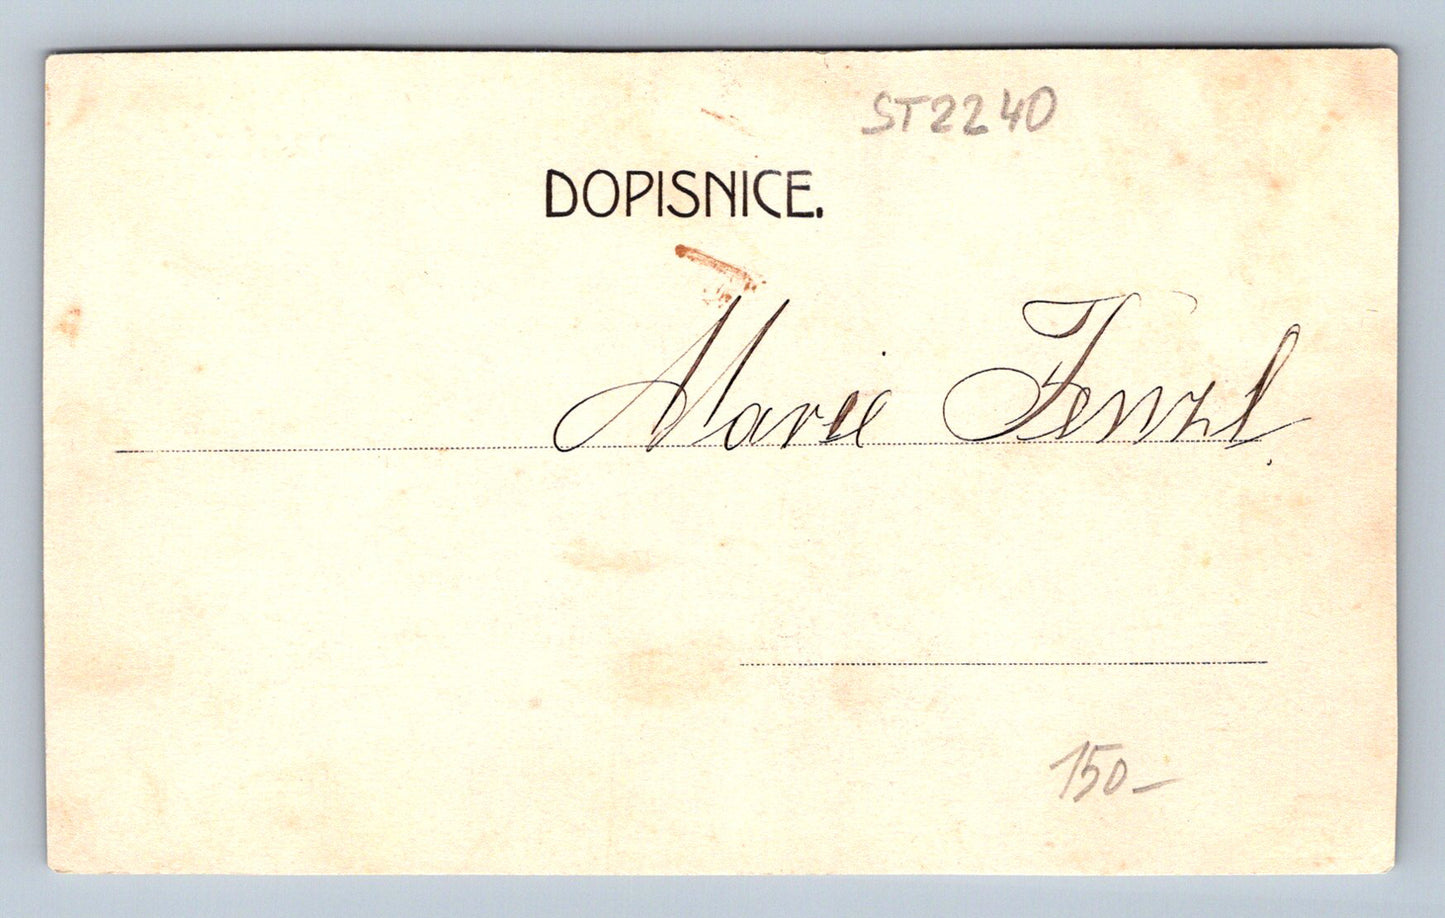 ST2240
DOPISNICE.
Marie Fenzl.
150-